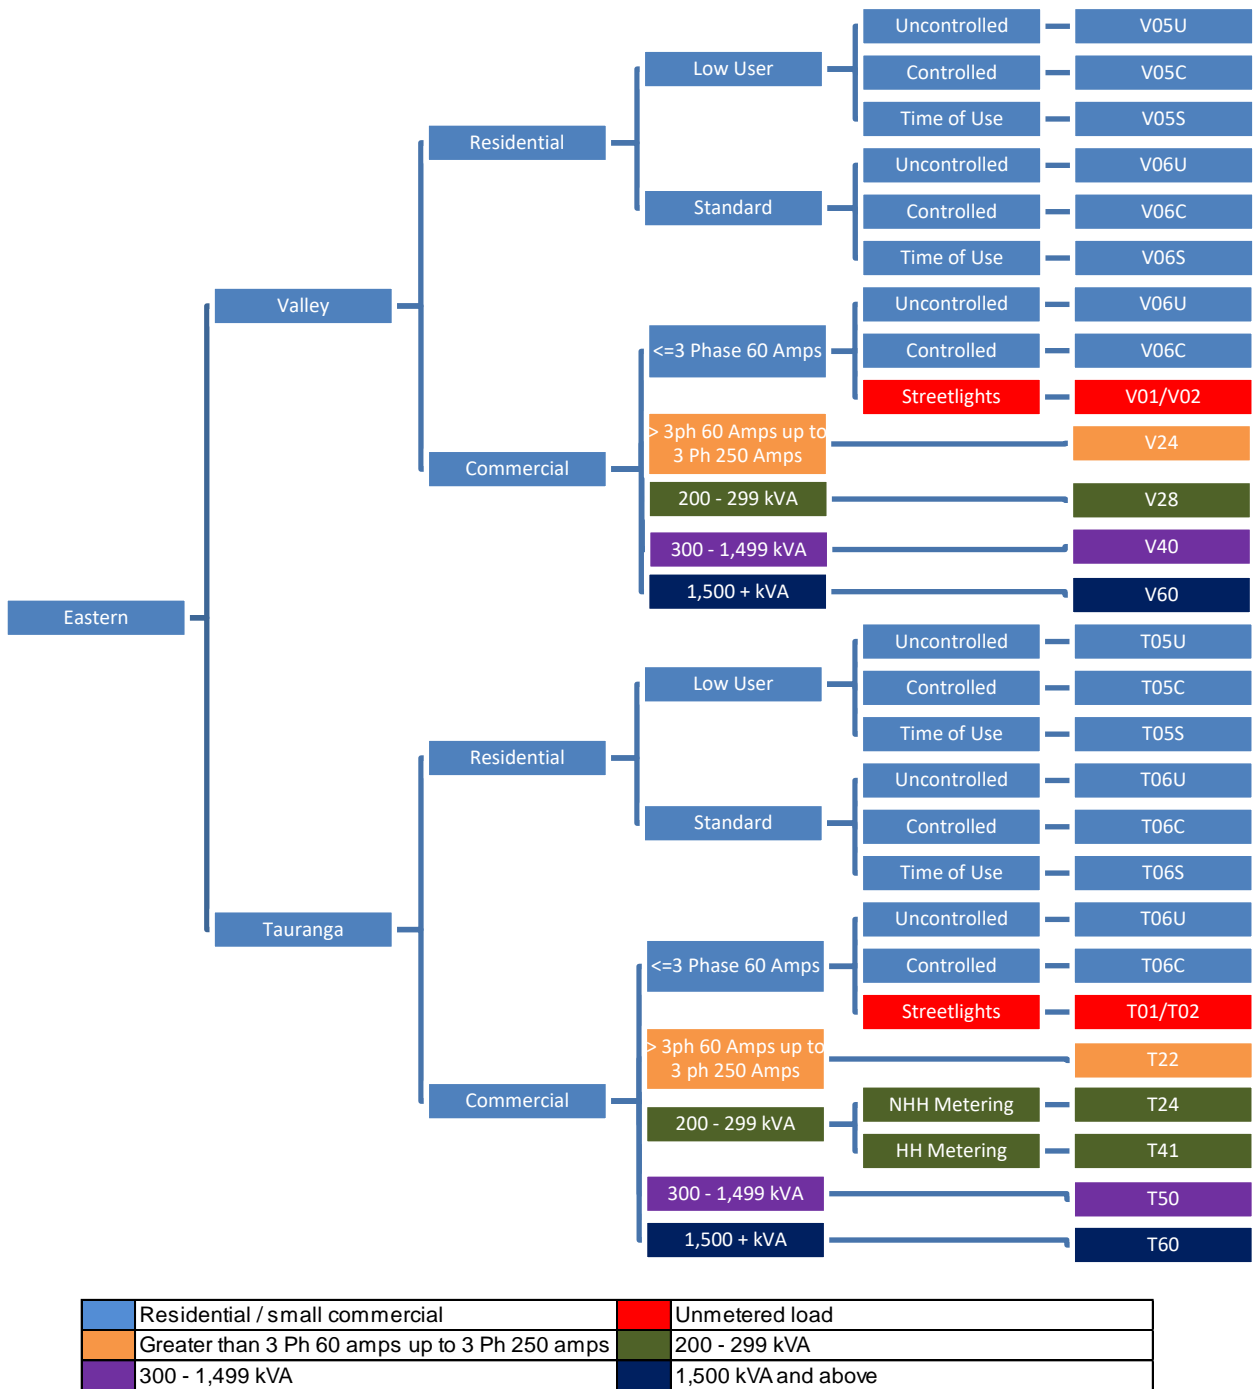 Eastern
Valley
Residential
Low User
Uncontrolled
V05U
Controlled
V05C
Time of Use
V05S
Standard
Uncontrolled
V06U
Controlled
V06C
Time of Use
V06S
Commercial
<=3 Phase 60 Amps
Uncontrolled
V06U
Controlled
V06C
Streetlights
V01/V02
> 3ph 60 Amps up to
3 Ph 250 Amps
V24
200 - 299 kVA
V28
300 - 1,499 kVA
V40
1,500 + kVA
V60
Tauranga
Residential
Low User
Uncontrolled
T05U
Controlled
T05C
Time of Use
T05S
Standard
Uncontrolled
T06U
Controlled
T06C
Time of Use
T06S
Commercial
<=3 Phase 60 Amps
Uncontrolled
T06U
Controlled
T06C
Streetlights
T01/T02
> 3ph 60 Amps up to
3 ph 250 Amps
T22
200 - 299 kVA
NHH Metering
T24
HH Metering
T41
300 - 1,499 kVA
T50
1,500 + kVA
T60
Residential / small commercial
Unmetered load
Greater than 3 Ph 60 amps up to 3 Ph 250 amps
200 - 299 kVA
300 - 1,499 kVA
1,500 kVA and above